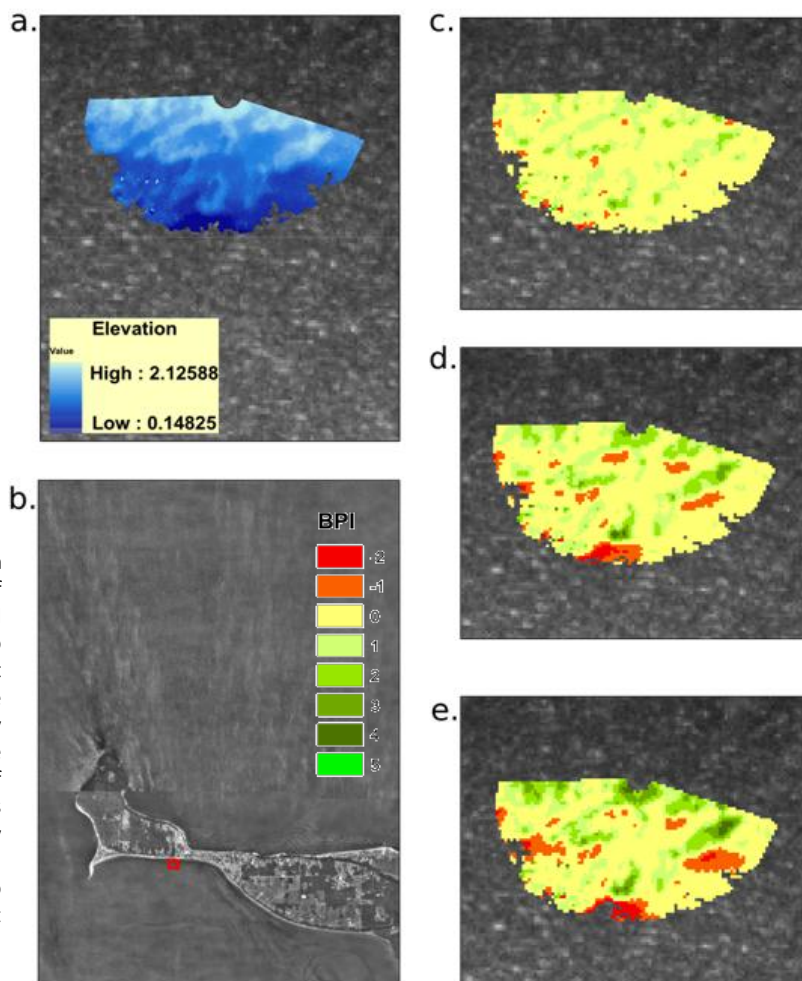 a.
Elevation
Value
High : 2.12588
Low : 0.14825
b.
BPI
-2
-1
0
1
2
3
4
5
c.
d.
e.